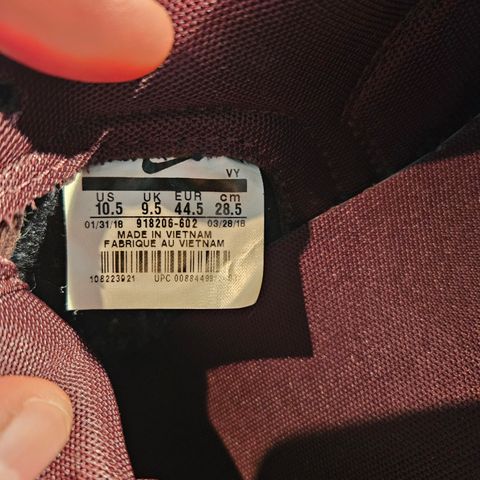 VY
US UK EUR cm
10.5 9.5 44.5 28.5
01/31/18 918206-602 03/28/18
MADE IN VIETNAM
FABRIQUE AU VIETNAM
108223921 UPC